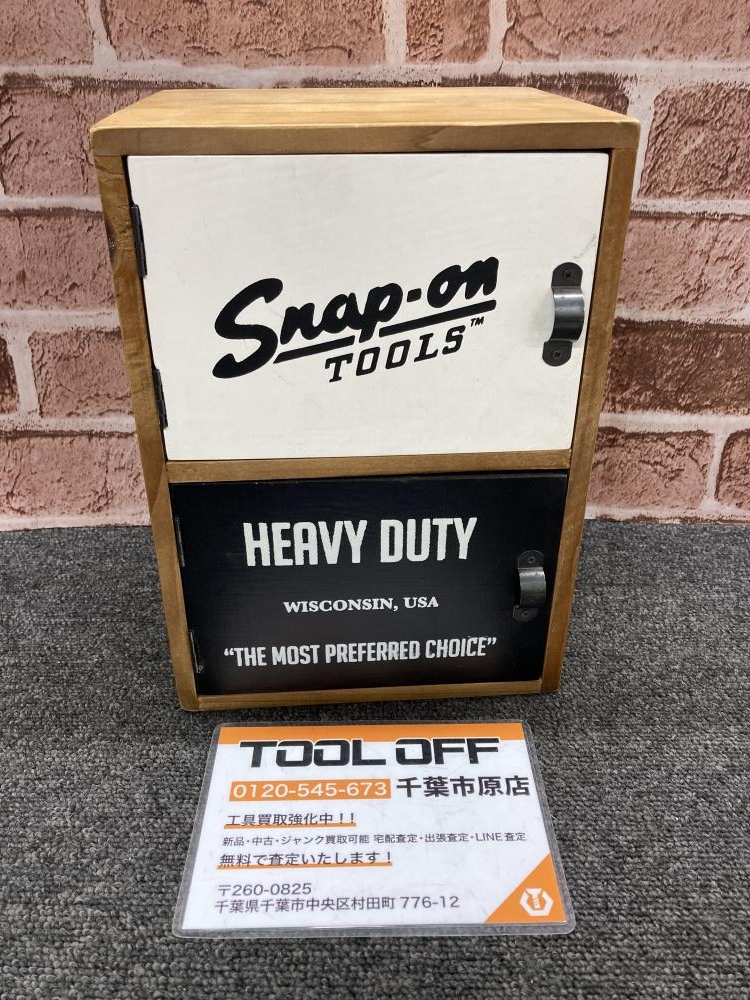 Snap-on
TOOLS™
HEAVY DUTY
WISCONSIN, USA
“THE MOST PREFERRED CHOICE”
TOOL OFF
0120-545-673 千葉市原店
工具買取強化中！！
新品・中古・ジャンク買取可能 宅配査定・出張査定・LINE査定
無料で査定いたします！
〒260-0825
千葉県千葉市中央区村田町 776-12